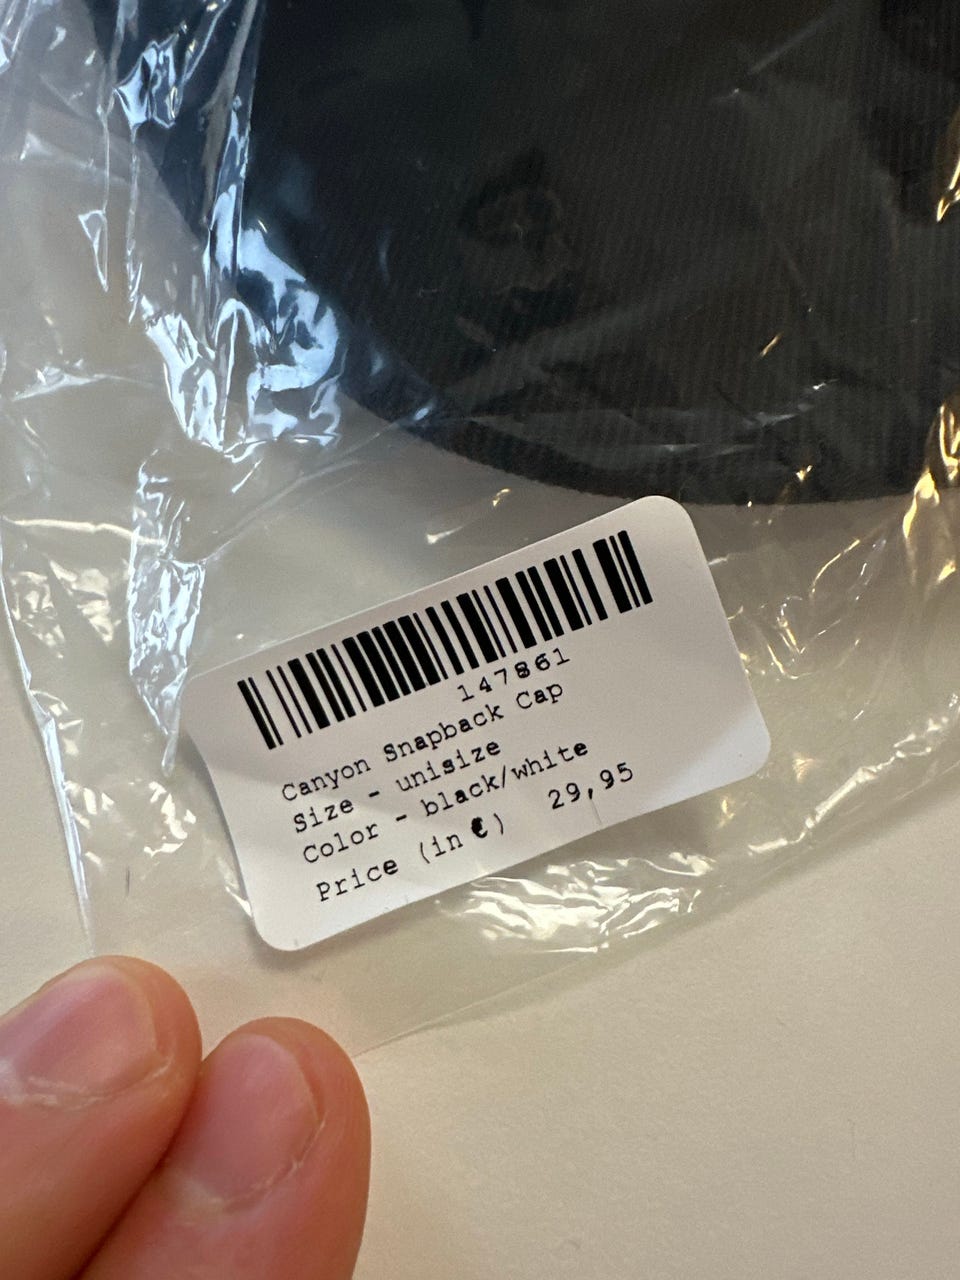 147861
Canyon Snapback Cap
Size - unisize
Color - black/white
Price (in €) 29,95